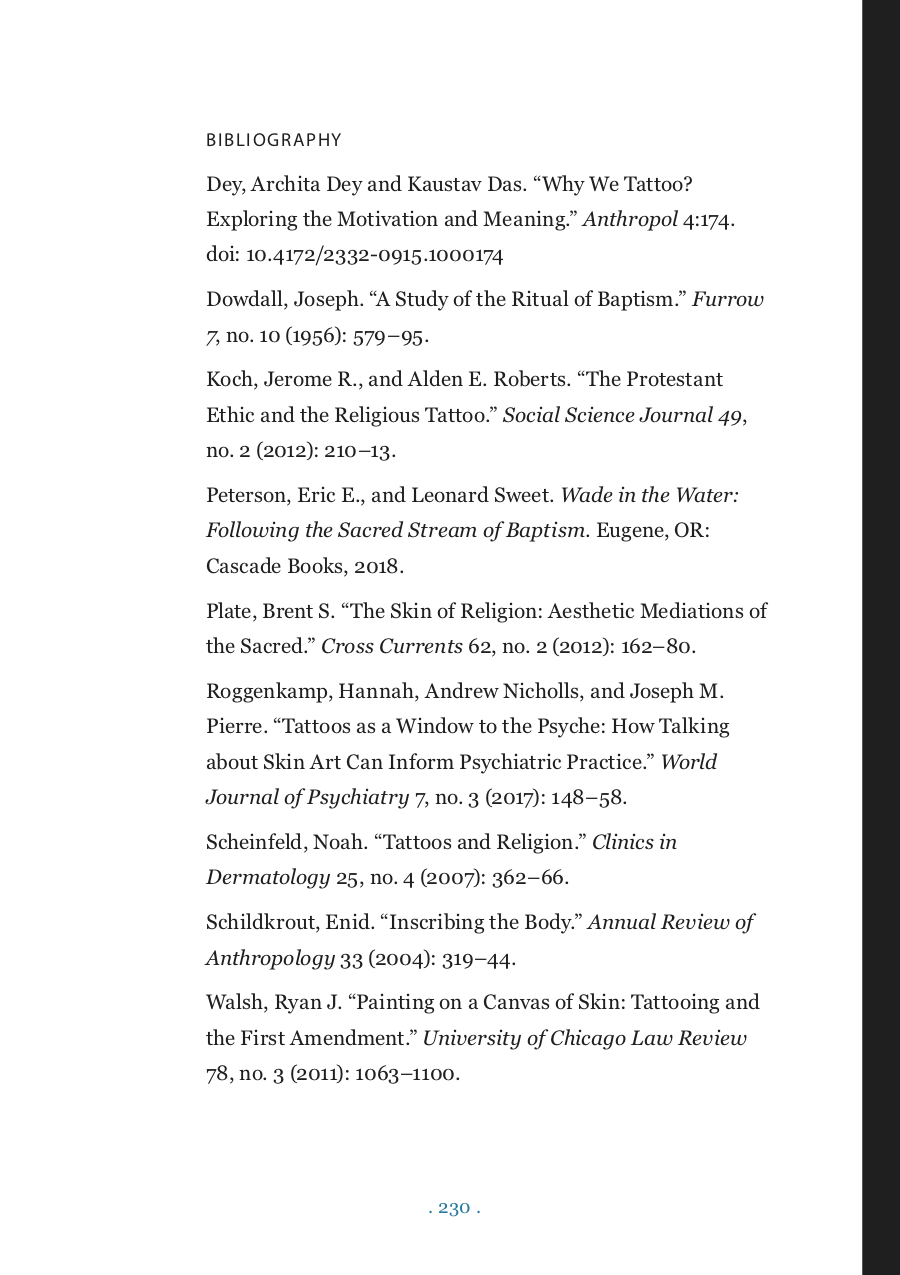 BIBLIOGRAPHY
Dey, Archita Dey and Kaustav Das. “Why We Tattoo?
Exploring the Motivation and Meaning.” Anthropol 4:174.
doi: 10.4172/2332-0915.1000174
Dowdall, Joseph. “A Study of the Ritual of Baptism.” Furrow
7, no. 10 (1956): 579–95.
Koch, Jerome R., and Alden E. Roberts. “The Protestant
Ethic and the Religious Tattoo.” Social Science Journal 49,
no. 2 (2012): 210–13.
Peterson, Eric E., and Leonard Sweet. Wade in the Water:
Following the Sacred Stream of Baptism. Eugene, OR:
Cascade Books, 2018.
Plate, Brent S. “The Skin of Religion: Aesthetic Mediations of
the Sacred.” Cross Currents 62, no. 2 (2012): 162–80.
Roggenkamp, Hannah, Andrew Nicholls, and Joseph M.
Pierre. “Tattoos as a Window to the Psyche: How Talking
about Skin Art Can Inform Psychiatric Practice.” World
Journal of Psychiatry 7, no. 3 (2017): 148–58.
Scheinfeld, Noah. “Tattoos and Religion.” Clinics in
Dermatology 25, no. 4 (2007): 362–66.
Schildkrout, Enid. “Inscribing the Body.” Annual Review of
Anthropology 33 (2004): 319–44.
Walsh, Ryan J. “Painting on a Canvas of Skin: Tattooing and
the First Amendment.” University of Chicago Law Review
78, no. 3 (2011): 1063–1100.
. 230 .